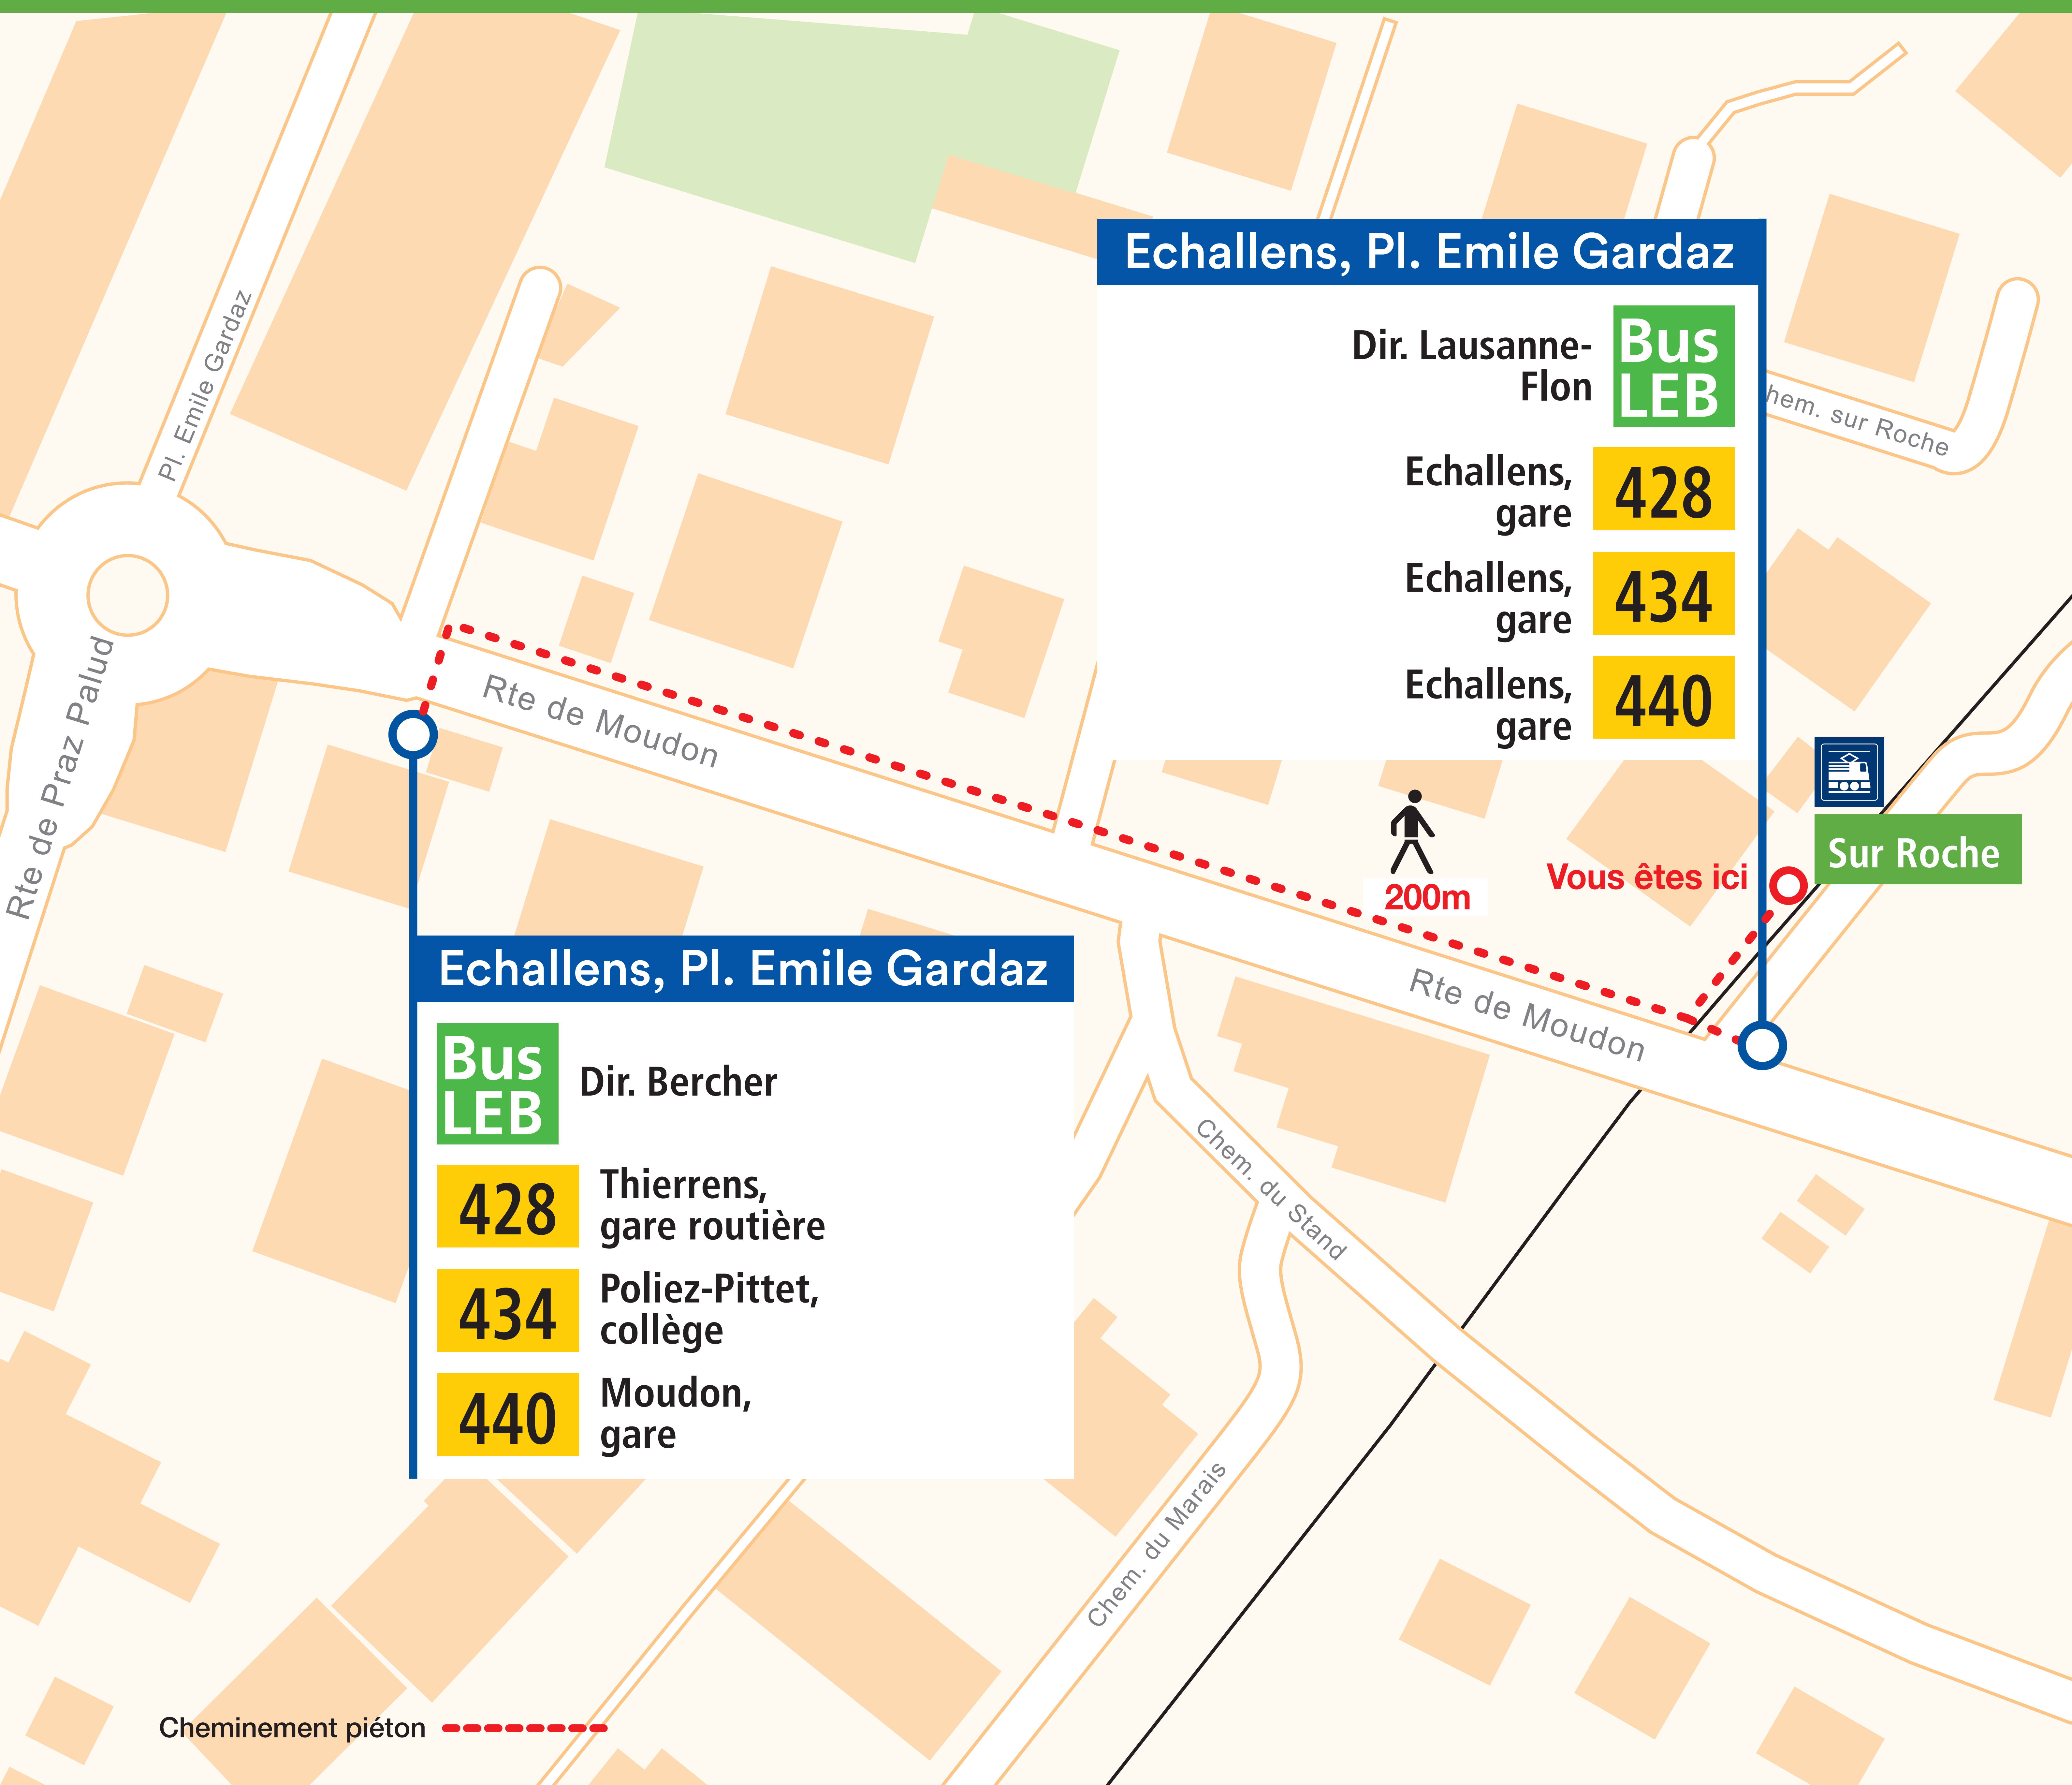 Echallens, Pl. Emile Gardaz
Dir. Lausanne-
Flon
Bus
LEB
Echallens,
gare
428
Echallens,
gare
434
Echallens,
gare
440
Pl. Emile Gardaz
hem. sur Roche
Rte de Praz Palud
Rte de Moudon
Sur Roche
Vous êtes ici
200m
Rte de Moudon
Echallens, Pl. Emile Gardaz
Bus
LEB
Dir. Bercher
428
Thierrens,
gare routière
434
Poliez-Pittet,
collège
440
Moudon,
gare
Chem. du Stand
Chem. du Marais
Cheminement piéton